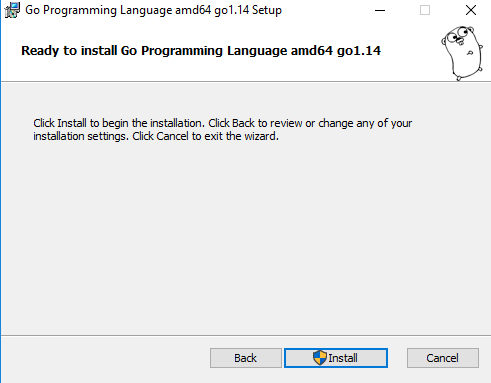 Go Programming Language amd64 go1.14 Setup
Ready to install Go Programming Language amd64 go1.14
Click Install to begin the installation. Click Back to review or change any of your
installation settings. Click Cancel to exit the wizard.
Back
Install
Cancel